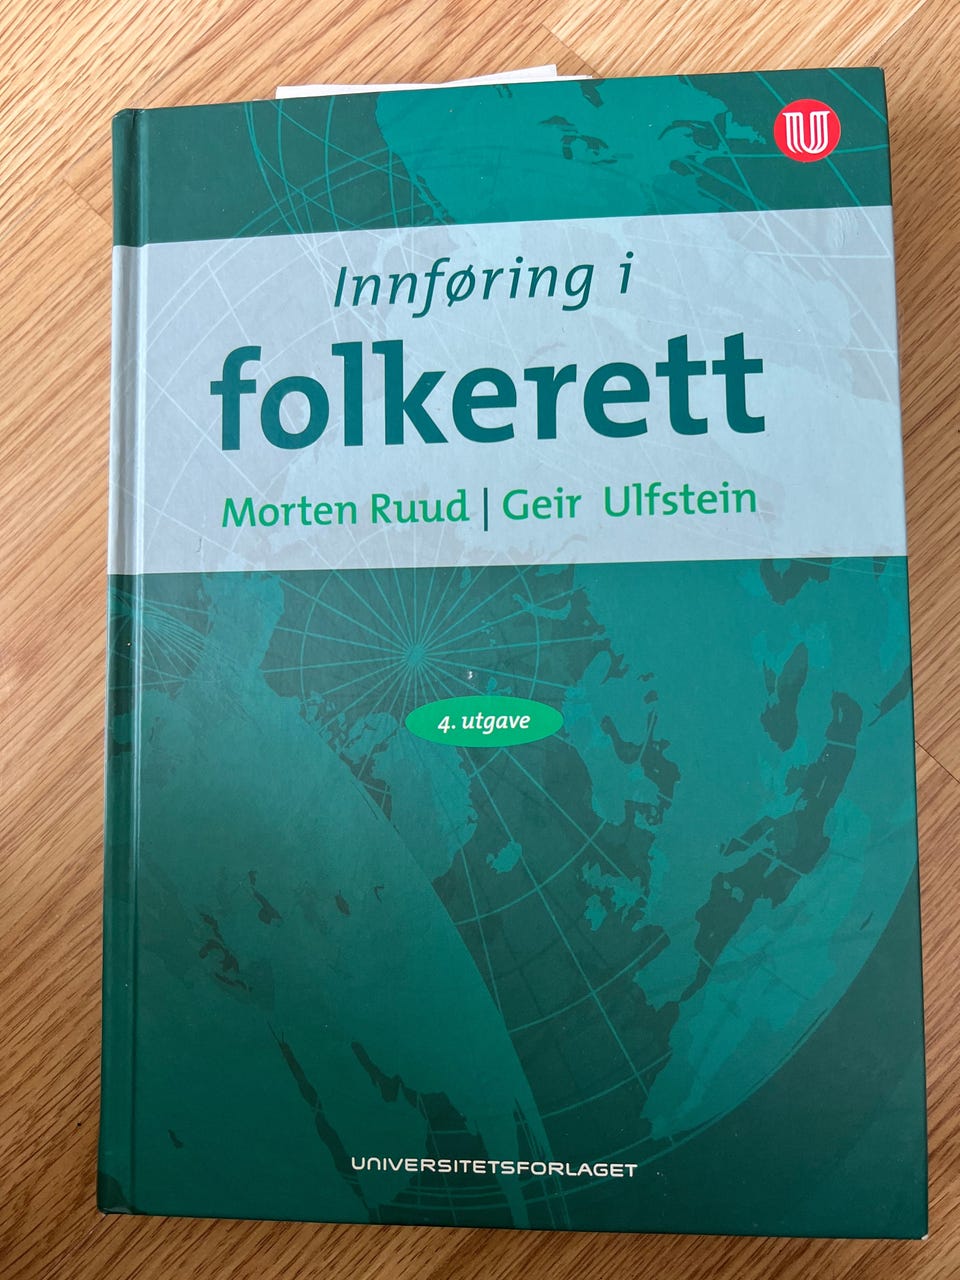 Innføring i
folkerett
Morten Ruud | Geir Ulfstein
4. utgave
UNIVERSITETSFORLAGET